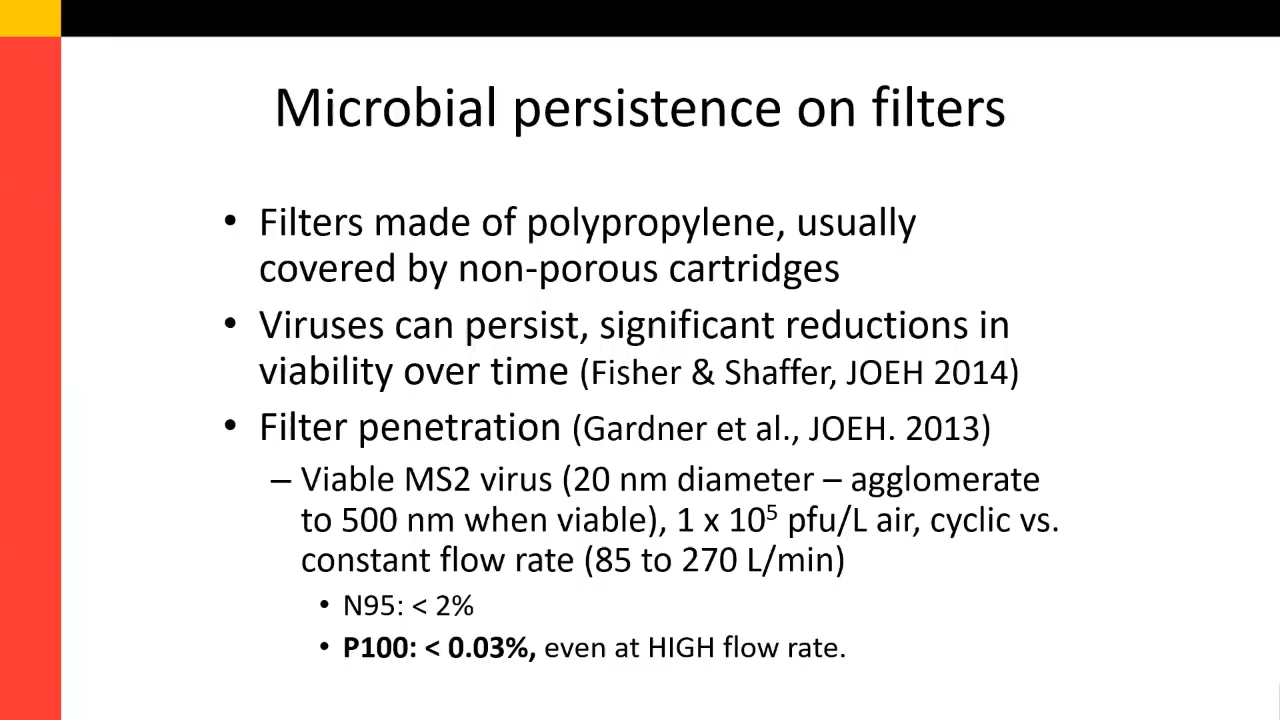 Microbial persistence on filters
• Filters made of polypropylene, usually
covered by non-porous cartridges
• Viruses can persist, significant reductions in
viability over time (Fisher & Shaffer, JOEH 2014)
• Filter penetration (Gardner et al., JOEH. 2013)
– Viable MS2 virus (20 nm diameter – agglomerate
to 500 nm when viable), 1 x 10⁵ pfu/L air, cyclic vs.
constant flow rate (85 to 270 L/min)
• N95: < 2%
• P100: < 0.03%, even at HIGH flow rate.